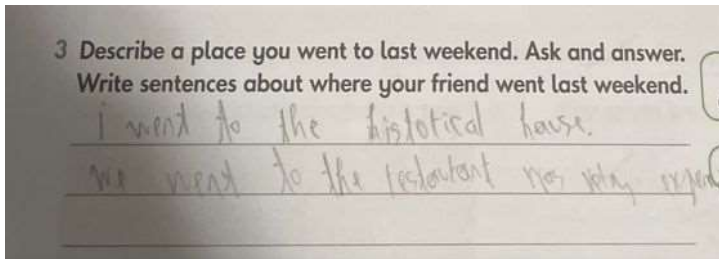 3 Describe a place you went to last weekend. Ask and answer.
Write sentences about where your friend went last weekend.
i went to the historical house.
we went to the restoutont